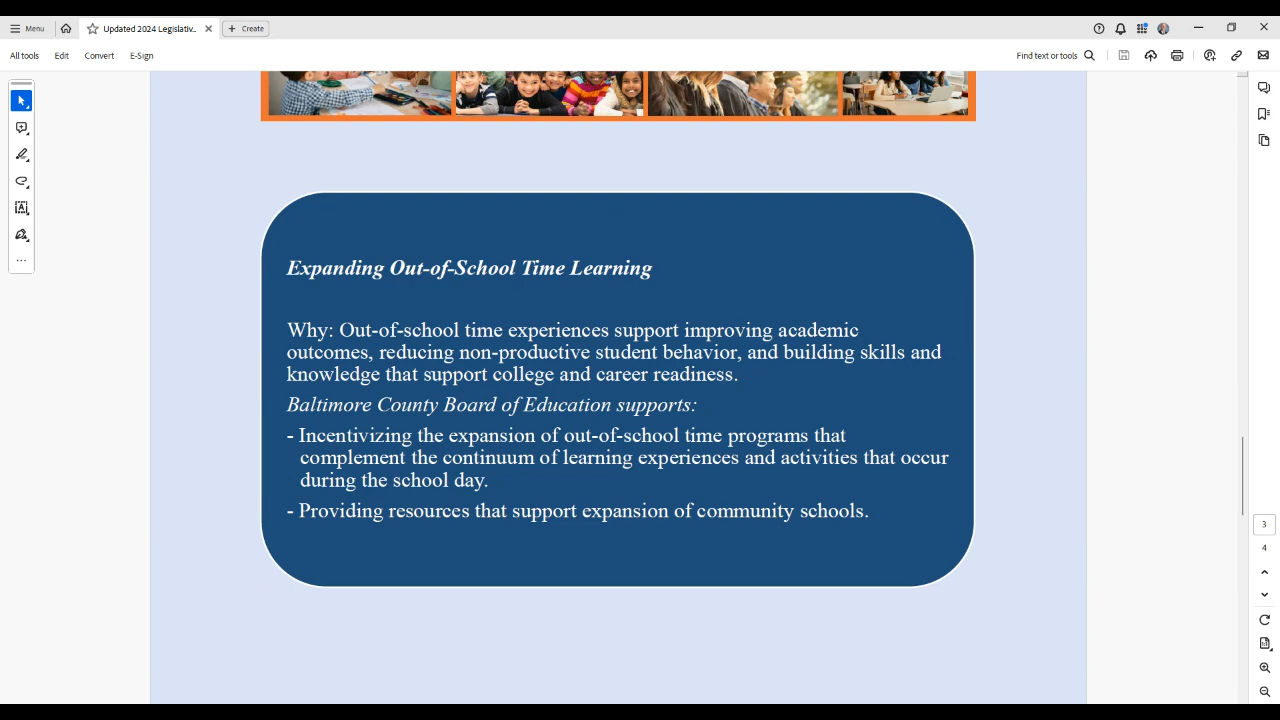 Menu
Updated 2024 Legislativ...
Create
All tools
Edit
Convert
E-Sign
Find text or tools
Expanding Out-of-School Time Learning
Why: Out-of-school time experiences support improving academic
outcomes, reducing non-productive student behavior, and building skills and
knowledge that support college and career readiness.
Baltimore County Board of Education supports:
- Incentivizing the expansion of out-of-school time programs that
complement the continuum of learning experiences and activities that occur
during the school day.
- Providing resources that support expansion of community schools.
3
4